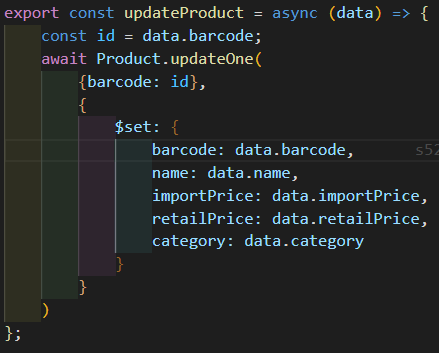 export const updateProduct = async (data) => {
    const id = data.barcode;
    await Product.updateOne(
        {barcode: id},
        {
            $set: {
                barcode: data.barcode,      s52
                name: data.name,
                importPrice: data.importPrice,
                retailPrice: data.retailPrice,
                category: data.category
            }
        }
    )
};